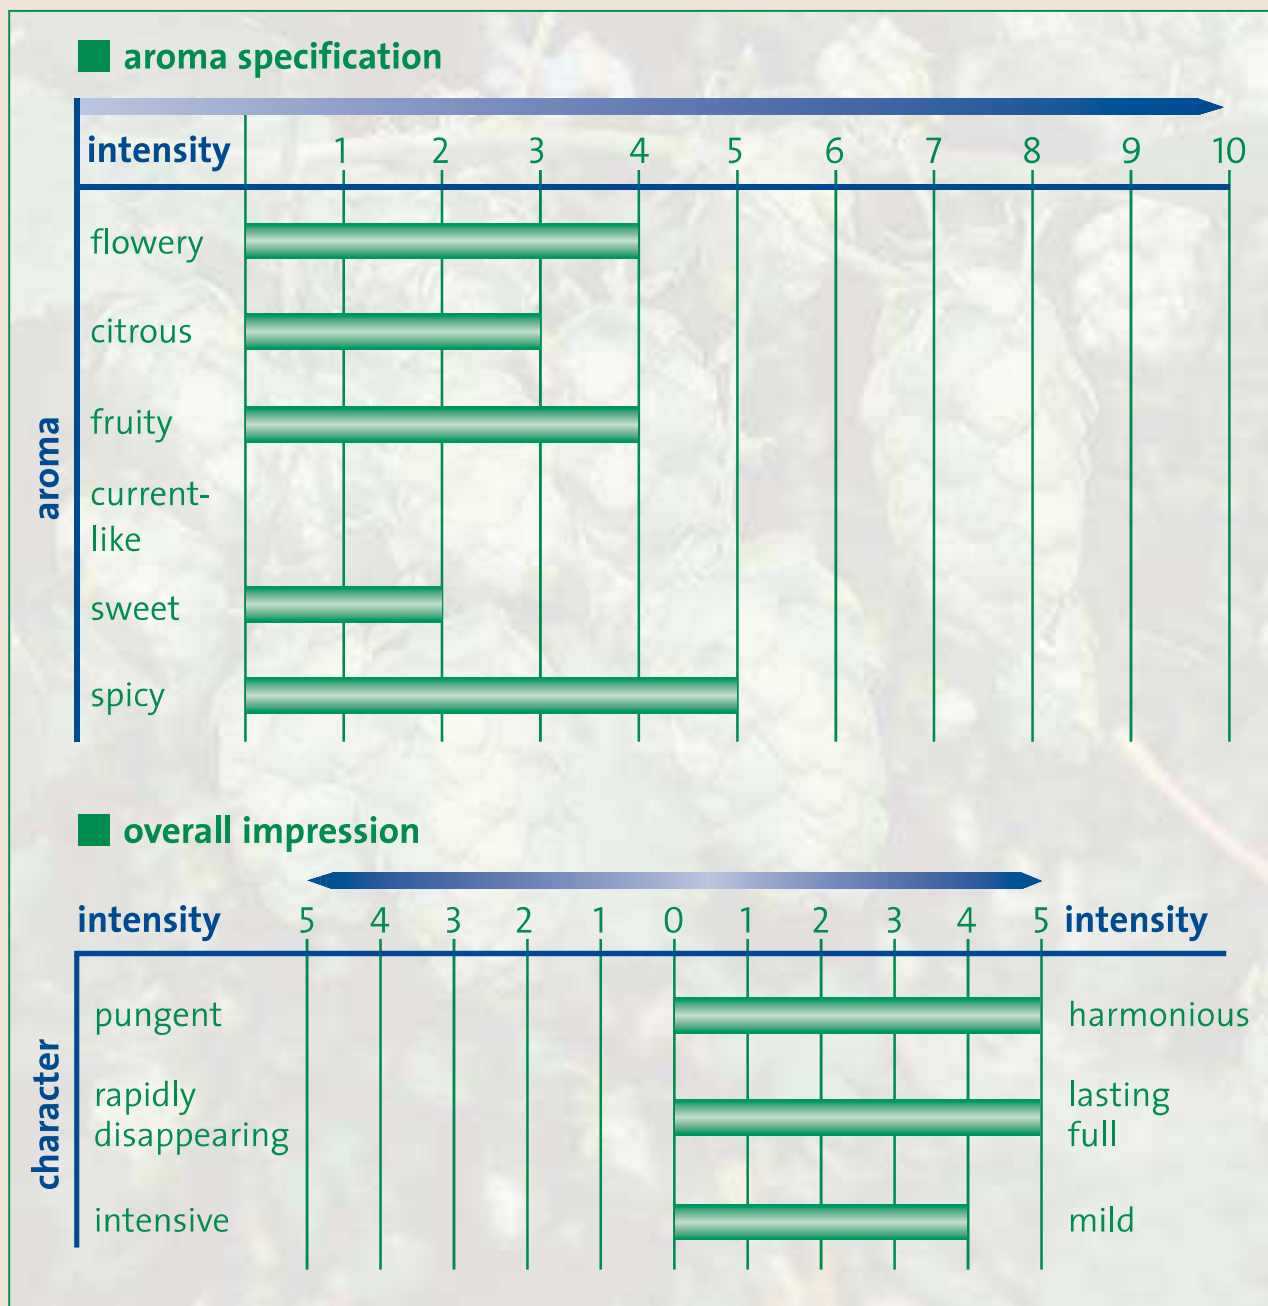 aroma specification
intensity 1 2 3 4 5 6 7 8 9 10
aroma
flowery
citrous
fruity
current-
like
sweet
spicy
overall impression
intensity 5 4 3 2 1 0 1 2 3 4 5 intensity
character
pungent harmonious
rapidly lasting
disappearing full
intensive mild